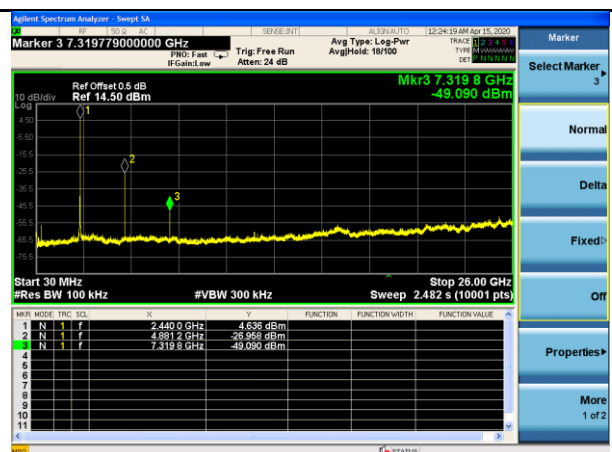 Agilent Spectrum Analyzer - Swept SA
RF 50 Ω AC SENSE:INT ALIGN AUTO 12:24:19 AM Apr 15, 2020
Marker 3 7.319779000000 GHz
PNO: Fast
IFGain:Low
Trig: Free Run
Atten: 24 dB
Avg Type: Log-Pwr
Avg|Hold: 18/100
TRACE 1 2 3 4 5 6
TYPE
DET P N N N N N
Marker
Select Marker
3
Normal
Delta
Fixed
Off
Properties
More
1 of 2
Ref Offset 0.5 dB
10 dB/div Ref 14.50 dBm
Mkr3 7.319 8 GHz
-49.090 dBm
Log
4.50
-5.50
-15.5
-25.5
-35.5
-45.5
-55.5
-65.5
-75.5
1
2
3
Start 30 MHz
Stop 26.00 GHz
#Res BW 100 kHz
#VBW 300 kHz
Sweep 2.482 s (10001 pts)
MKR MODE TRC SCL X Y FUNCTION FUNCTION WIDTH FUNCTION VALUE
1 N 1 f 2.440 0 GHz 4.636 dBm
2 N 1 f 4.881 2 GHz -26.958 dBm
3 N 1 f 7.319 8 GHz -49.090 dBm
4
5
6
7
8
9
10
11
MSG STATUS